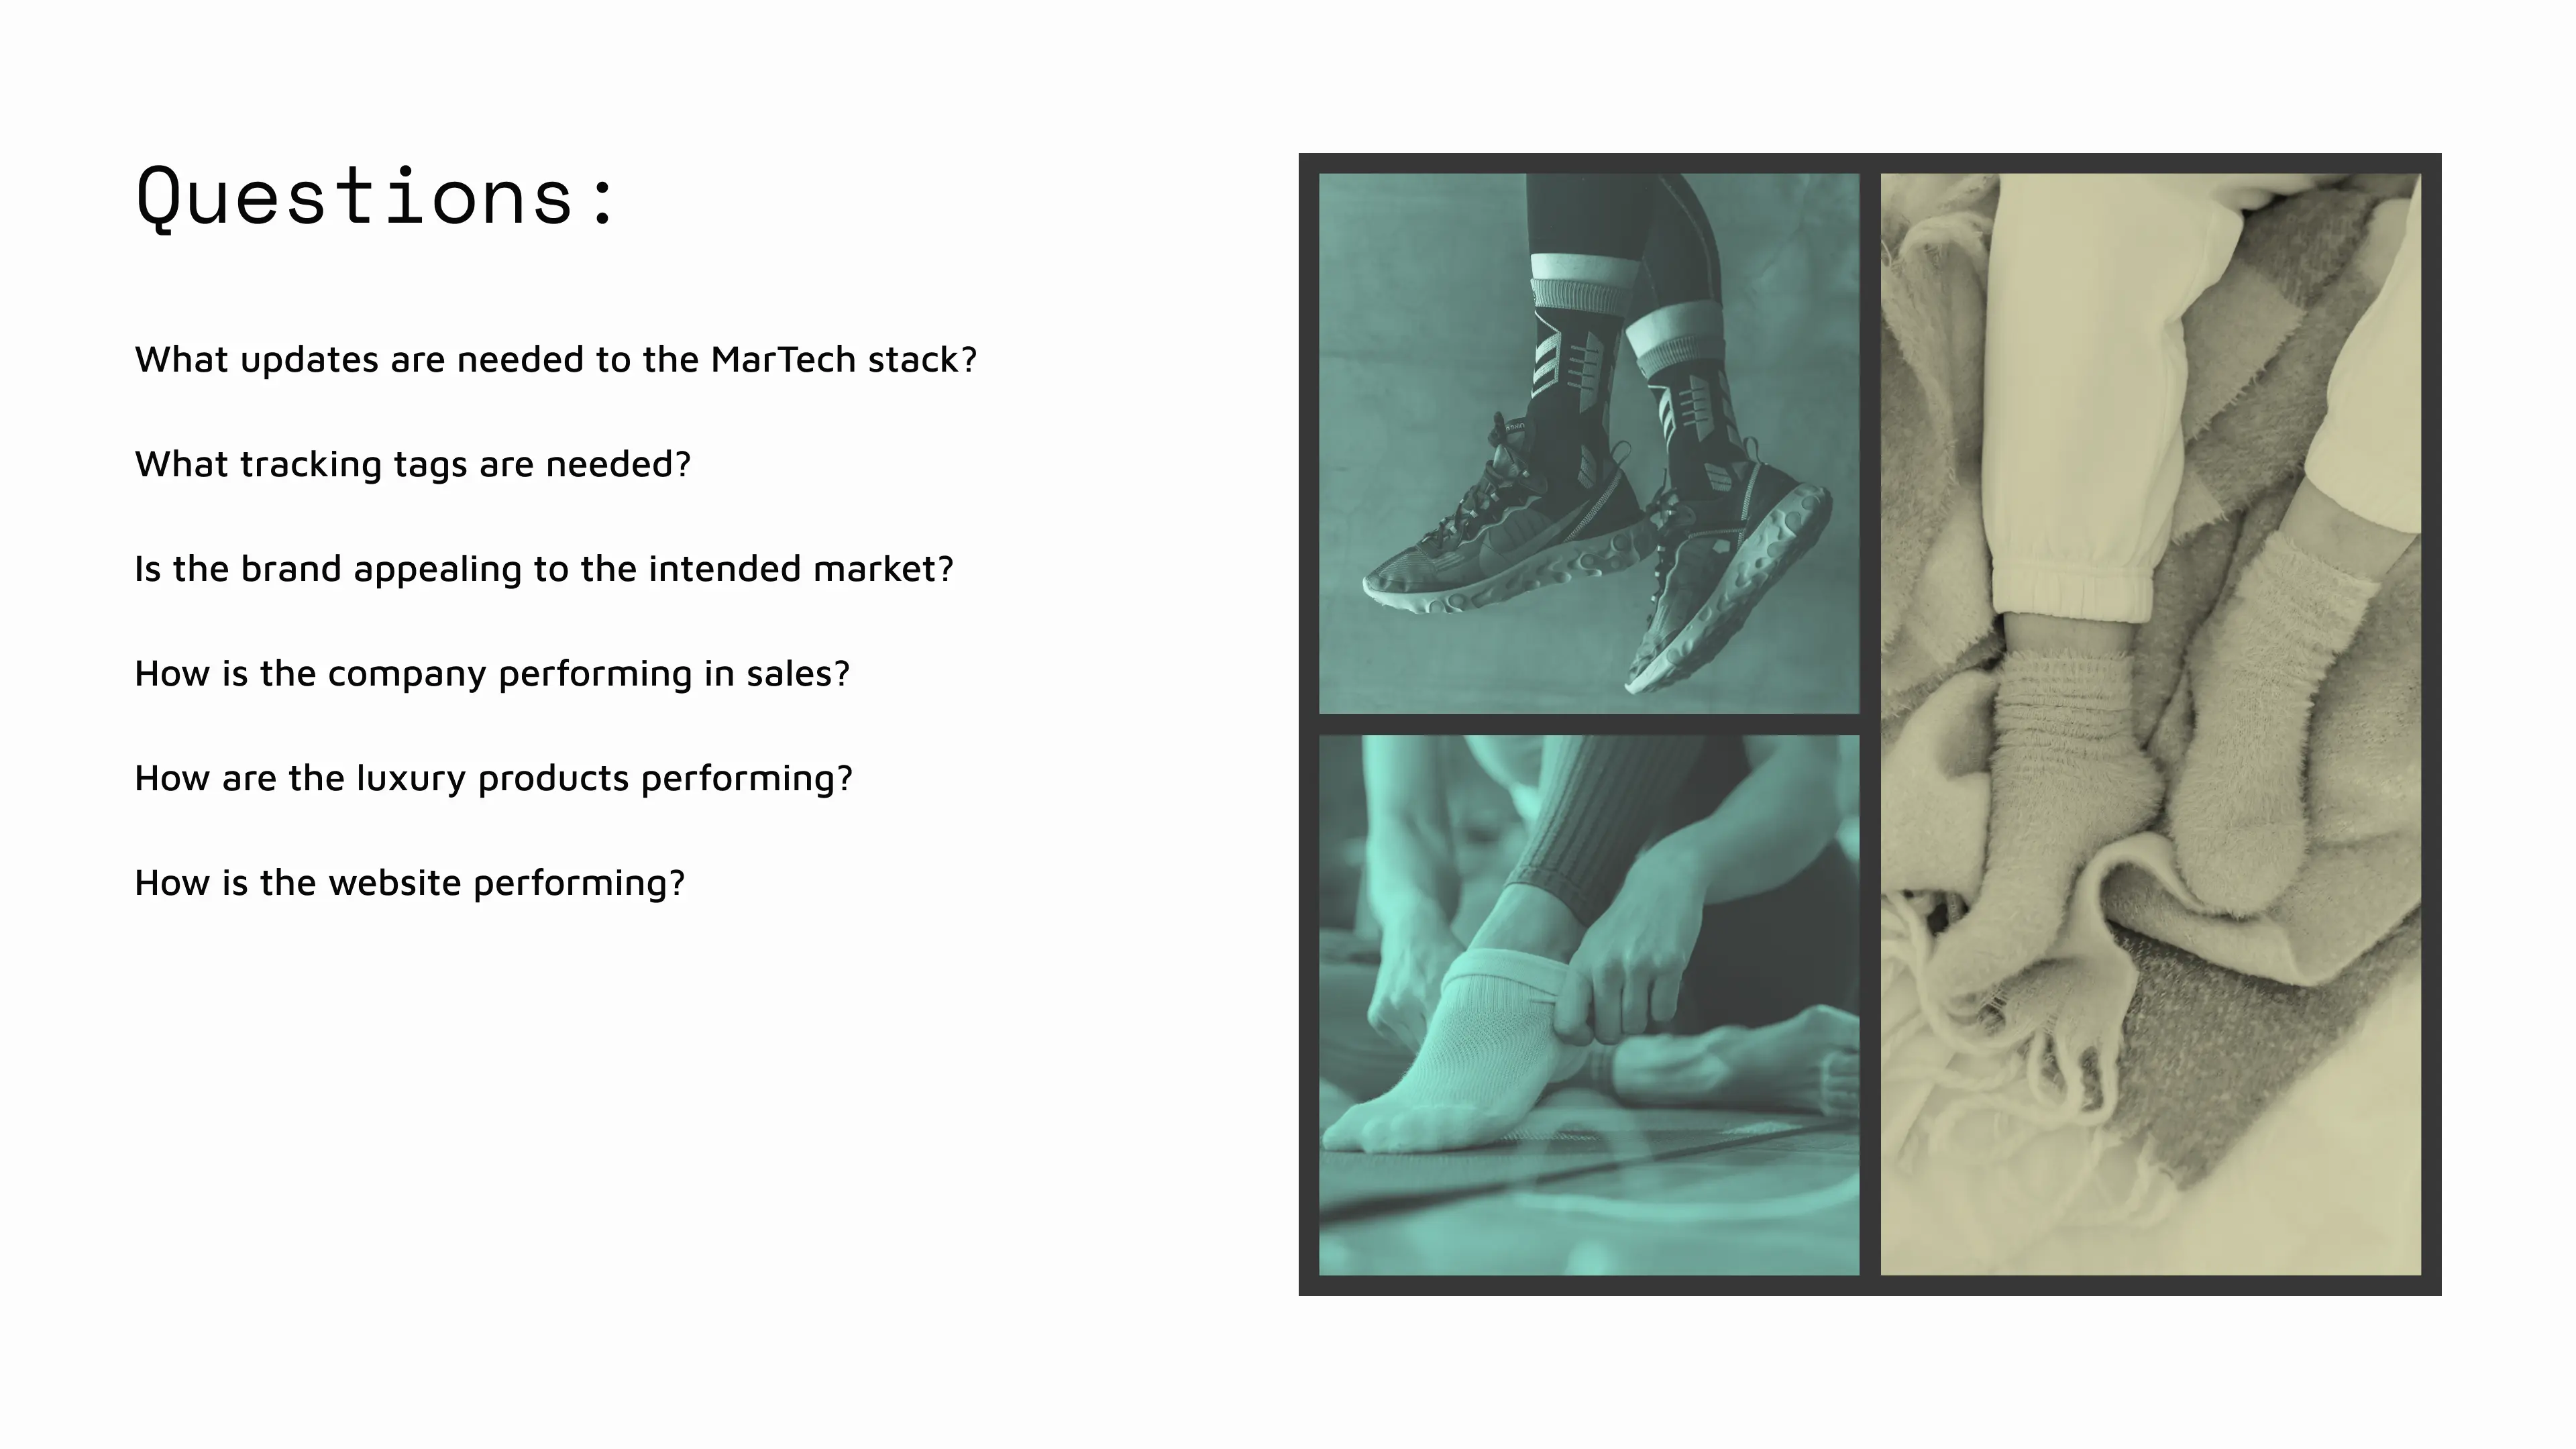 Questions:
What updates are needed to the MarTech stack?
What tracking tags are needed?
Is the brand appealing to the intended market?
How is the company performing in sales?
How are the luxury products performing?
How is the website performing?